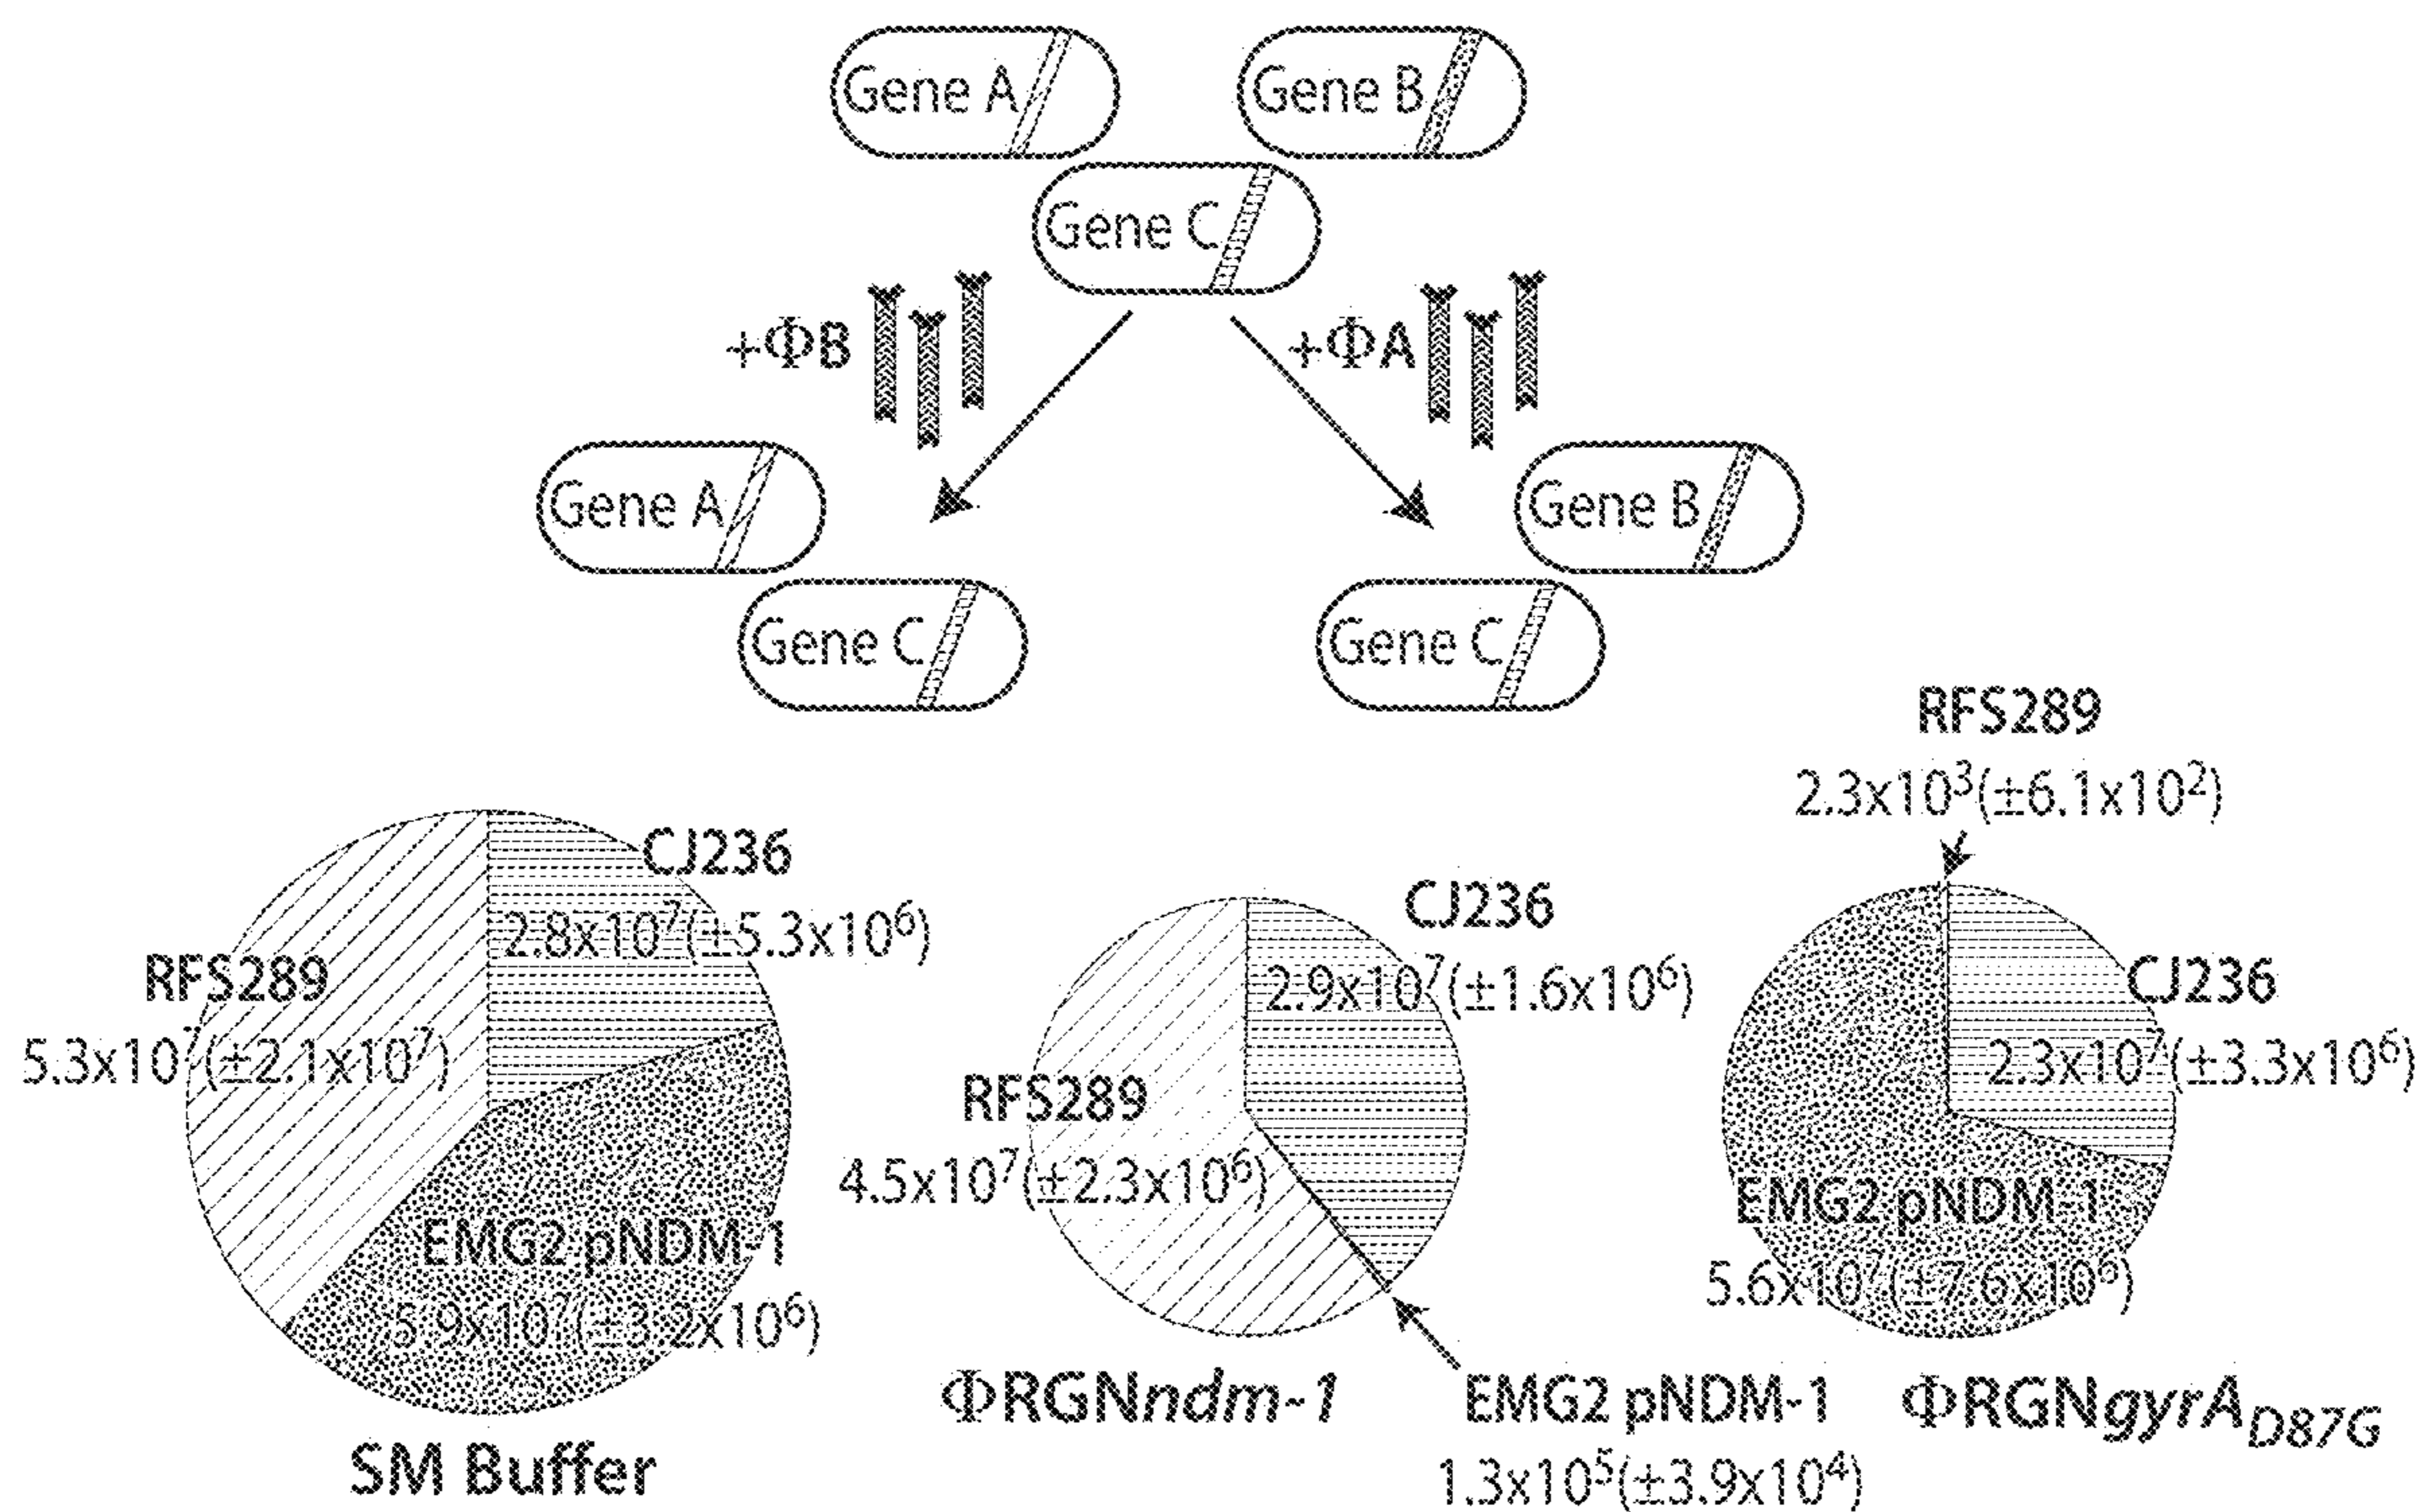 Gene A
Gene B
Gene C
+ΦB
+ΦA
Gene A
Gene B
Gene C
Gene C
RFS289
2.3x10³(±6.1x10²)
CJ236
2.8x10⁷(±5.3x10⁶)
RFS289
5.3x10⁷(±2.1x10⁷)
EMG2 pNDM-1
5.9x10⁷(±3.2x10⁶)
SM Buffer
CJ236
2.9x10⁷(±1.6x10⁶)
RFS289
4.5x10⁷(±2.3x10⁶)
ΦRGNndm-1
EMG2 pNDM-1
1.3x10⁵(±3.9x10⁴)
CJ236
2.3x10⁷(±3.3x10⁶)
EMG2 pNDM-1
5.6x10⁷(±7.6x10⁶)
ΦRGNgyrA_D87G